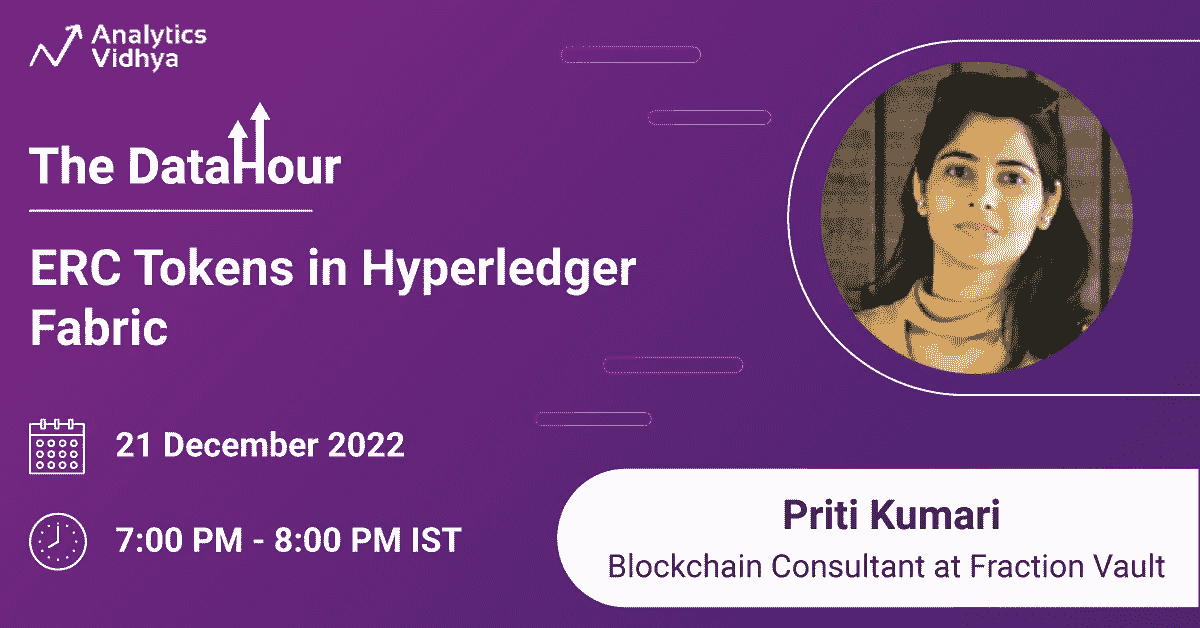 Analytics
Vidhya
The DataHour
ERC Tokens in Hyperledger
Fabric
21 December 2022
7:00 PM - 8:00 PM IST
Priti Kumari
Blockchain Consultant at Fraction Vault